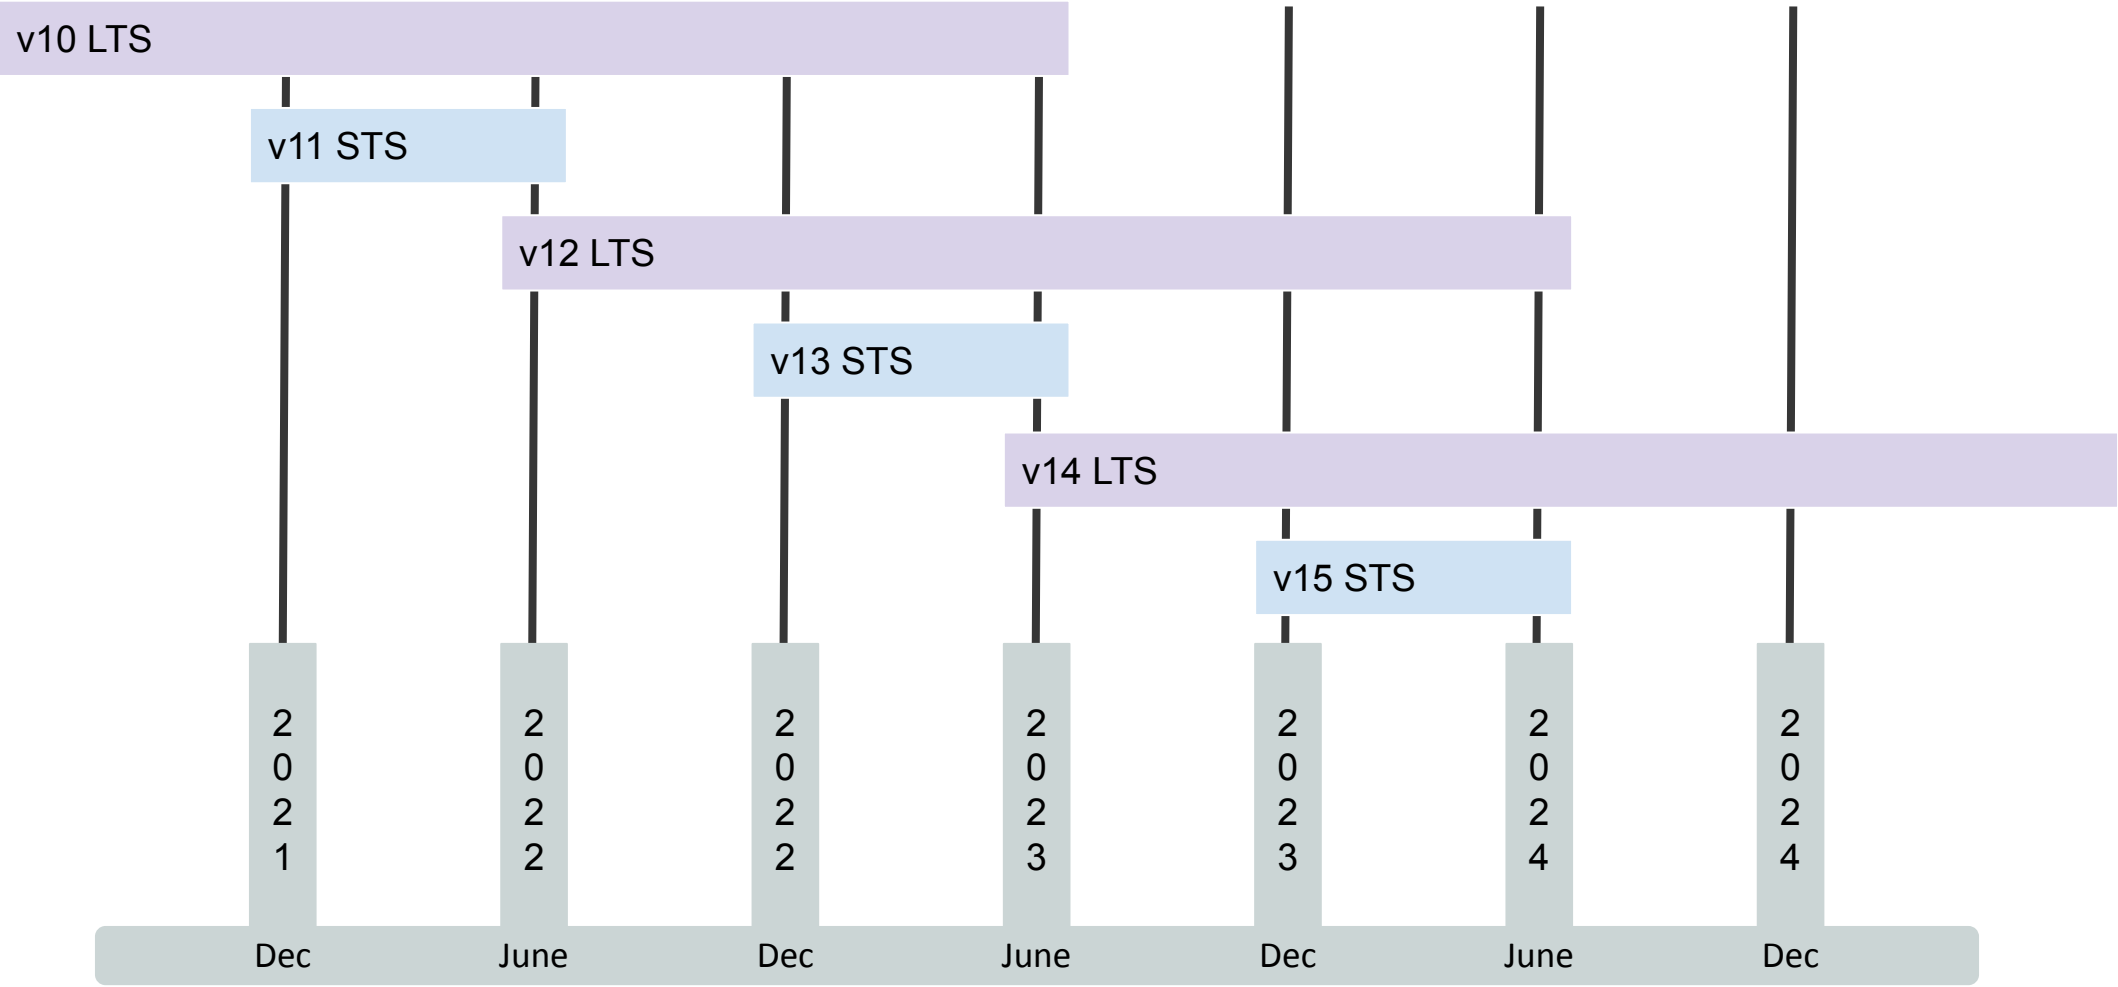 v10 LTS
v11 STS
v12 LTS
v13 STS
v14 LTS
v15 STS
2021
2022
2022
2023
2023
2024
2024
Dec
June
Dec
June
Dec
June
Dec